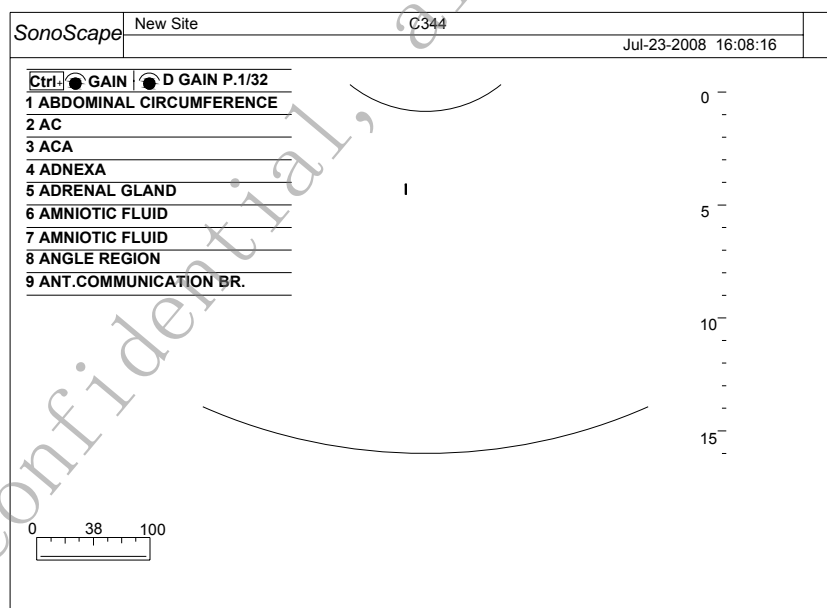 SonoScape
New Site
C344
Jul-23-2008 16:08:16
Ctrl+ GAIN D GAIN P.1/32
1 ABDOMINAL CIRCUMFERENCE
2 AC
3 ACA
4 ADNEXA
5 ADRENAL GLAND
6 AMNIOTIC FLUID
7 AMNIOTIC FLUID
8 ANGLE REGION
9 ANT.COMMUNICATION BR.
I
0
5
10
15
0 38 100
onfidential, a